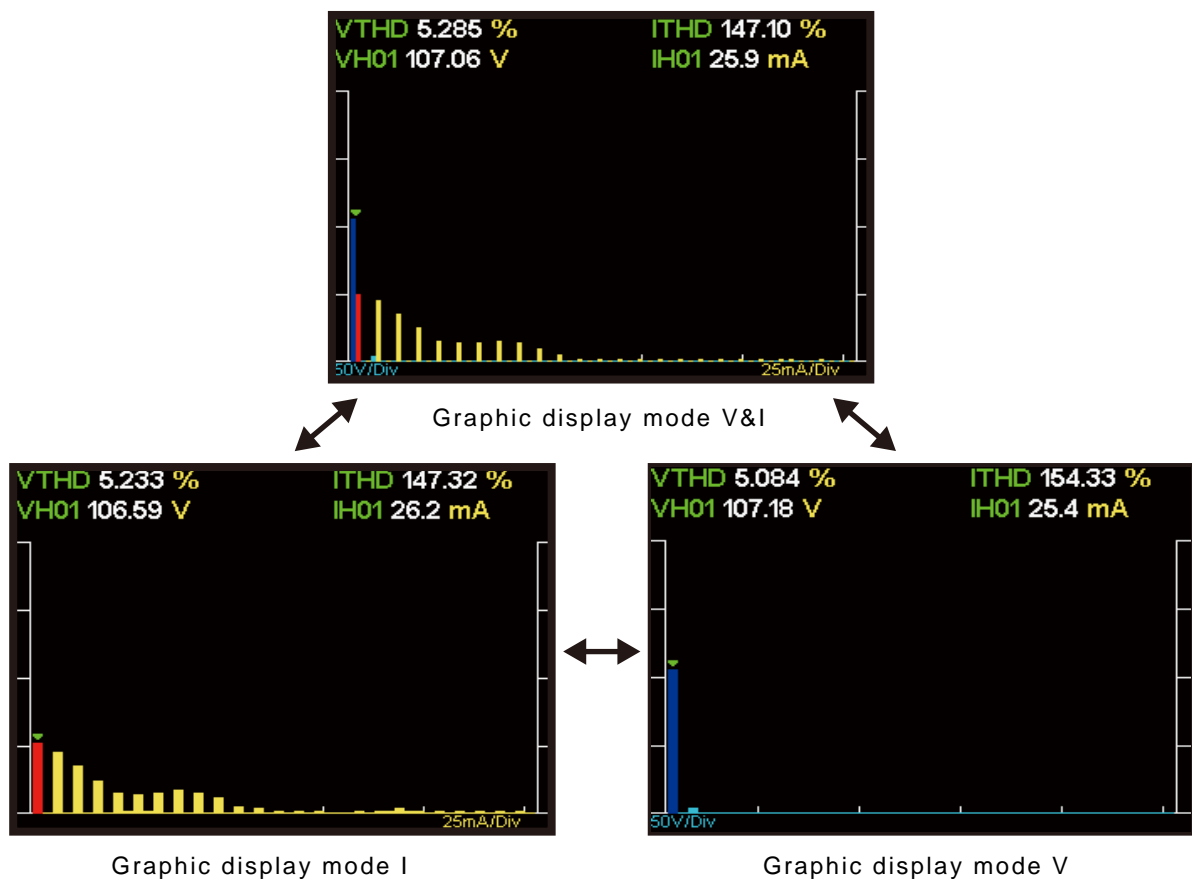 VTHD 5.285 % ITHD 147.10 %
VH01 107.06 V IH01 25.9 mA
50V/Div 25mA/Div
Graphic display mode V&I
VTHD 5.233 % ITHD 147.32 %
VH01 106.59 V IH01 26.2 mA
25mA/Div
Graphic display mode I
VTHD 5.084 % ITHD 154.33 %
VH01 107.18 V IH01 25.4 mA
50V/Div
Graphic display mode V